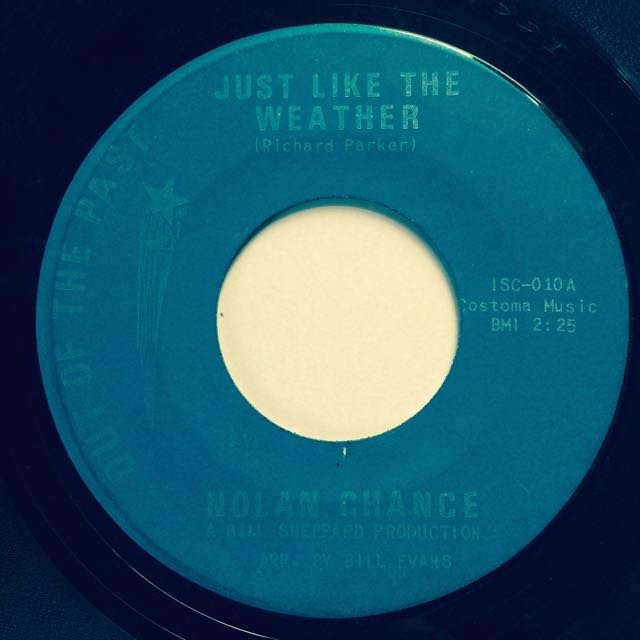 JUST LIKE THE
WEATHER
(Richard Parker)
OUT OF THE PAST
ISC-010A
Costoma Music
BMI 2:25
NOLAN CHANCE
A BILL SHEPPARD PRODUCTION
ARR. BY BILL EVANS